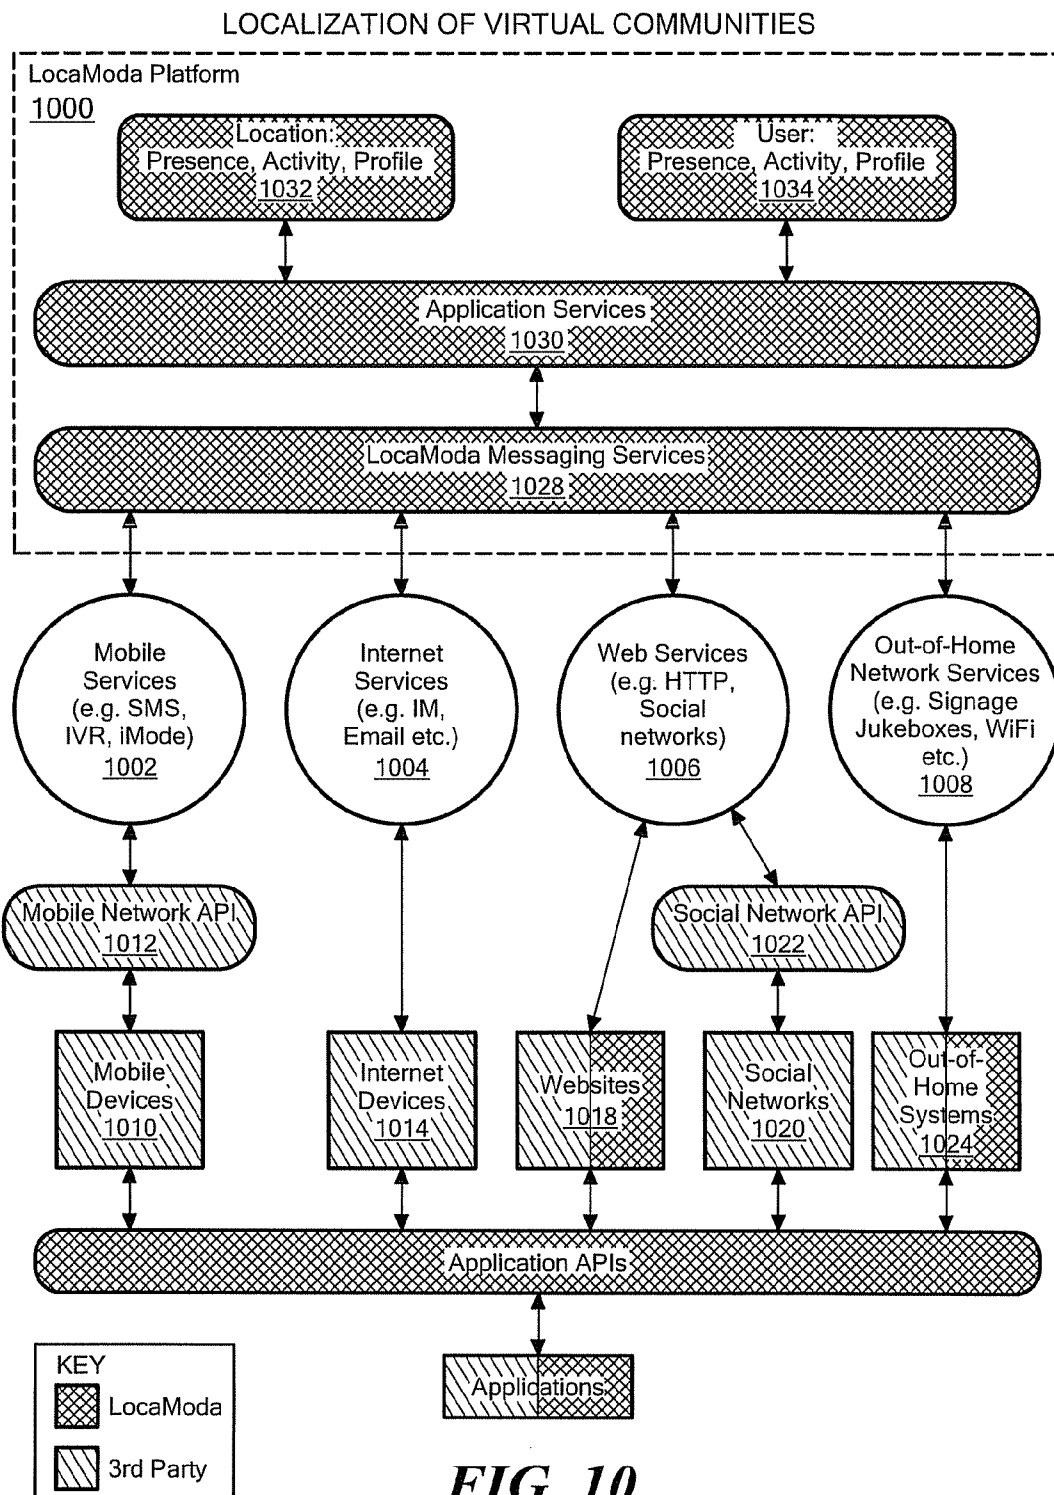 LOCALIZATION OF VIRTUAL COMMUNITIES
LocaModa Platform
1000
Location:
Presence, Activity, Profile
1032
User:
Presence, Activity, Profile
1034
Application Services
1030
LocaModa Messaging Services
1028
Mobile
Services
(e.g. SMS,
IVR, iMode)
1002
Internet
Services
(e.g. IM,
Email etc.)
1004
Web Services
(e.g. HTTP,
Social
networks)
1006
Out-of-Home
Network Services
(e.g. Signage
Jukeboxes, WiFi
etc.)
1008
Mobile Network API
1012
Social Network API
1022
Mobile
Devices
1010
Internet
Devices
1014
Websites
1018
Social
Networks
1020
Out-of-
Home
Systems
1024
Application APIs
Applications
KEY
LocaModa
3rd Party
FIG. 10